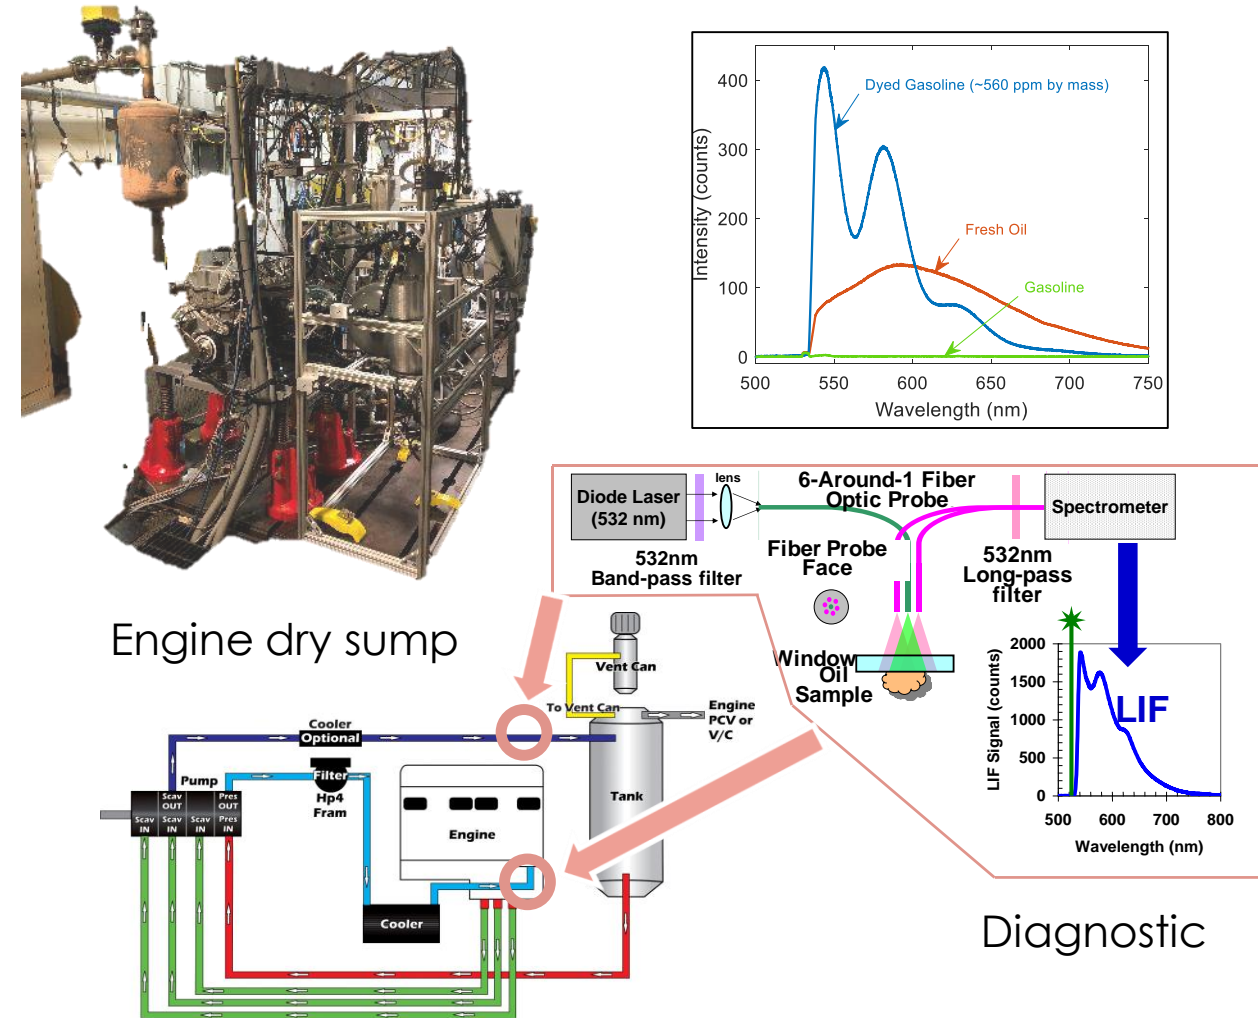 400
300
200
100
0
500
550
600
650
700
750
Intensity (counts)
Wavelength (nm)
Dyed Gasoline (~560 ppm by mass)
Fresh Oil
Gasoline
Engine dry sump
Diode Laser
(532 nm)
lens
532nm
Band-pass filter
6-Around-1 Fiber
Optic Probe
Fiber Probe
Face
532nm
Long-pass
filter
Spectrometer
Window
Oil
Sample
2000
1500
1000
500
0
500
600
700
800
LIF Signal (counts)
Wavelength (nm)
LIF
Diagnostic
Vent Can
To Vent Can
Engine
PCV or
V/C
Cooler
Optional
Pump
Filter
Hp4
Fram
Scav
OUT
Pres
OUT
Scav
IN
Scav
IN
Scav
IN
Pres
IN
Engine
Tank
Cooler